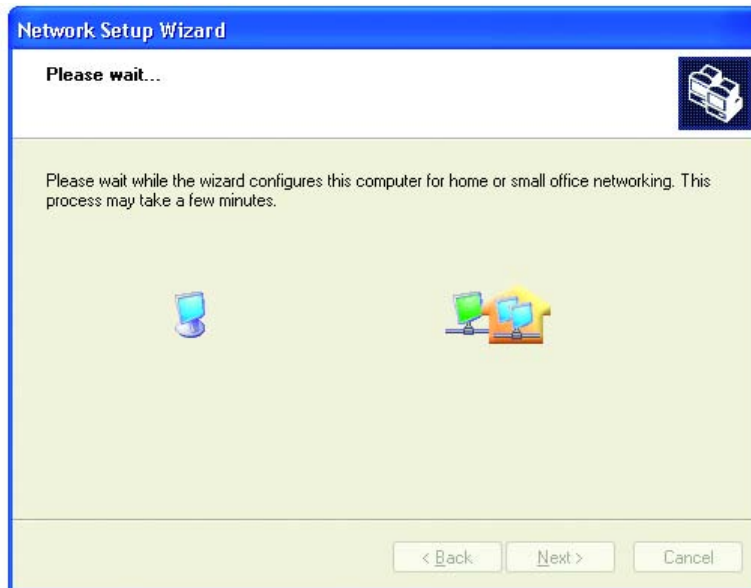 Network Setup Wizard
Please wait...
Please wait while the wizard configures this computer for home or small office networking. This
process may take a few minutes.
< Back
Next >
Cancel